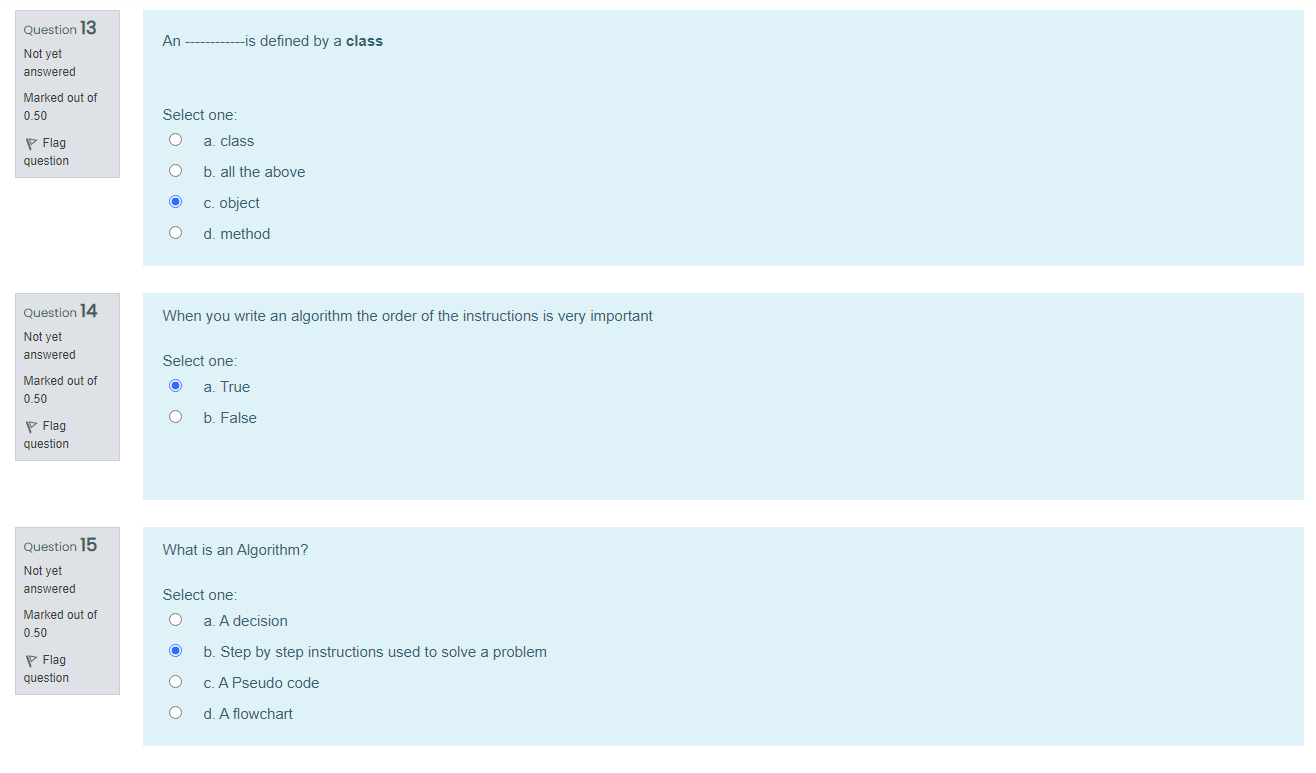 Question 13
Not yet
answered
Marked out of
0.50
Flag
question
An ------------is defined by a class
Select one:
a. class
b. all the above
c. object
d. method
Question 14
Not yet
answered
Marked out of
0.50
Flag
question
When you write an algorithm the order of the instructions is very important
Select one:
a. True
b. False
Question 15
Not yet
answered
Marked out of
0.50
Flag
question
What is an Algorithm?
Select one:
a. A decision
b. Step by step instructions used to solve a problem
c. A Pseudo code
d. A flowchart